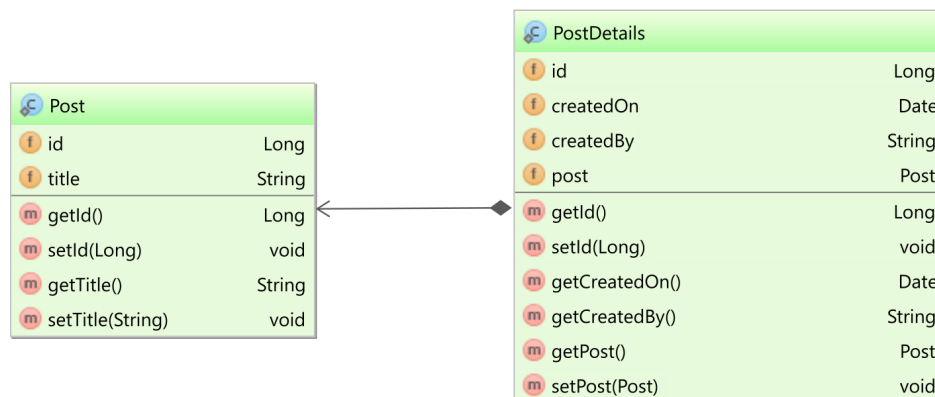 Post
id Long
title String
getId() Long
setId(Long) void
getTitle() String
setTitle(String) void
PostDetails
id Long
createdOn Date
createdBy String
post Post
getId() Long
setId(Long) void
getCreatedOn() Date
getCreatedBy() String
getPost() Post
setPost(Post) void